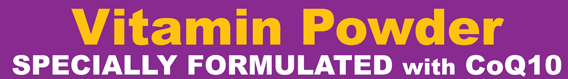 Vitamin Powder
SPECIALLY FORMULATED with CoQ10